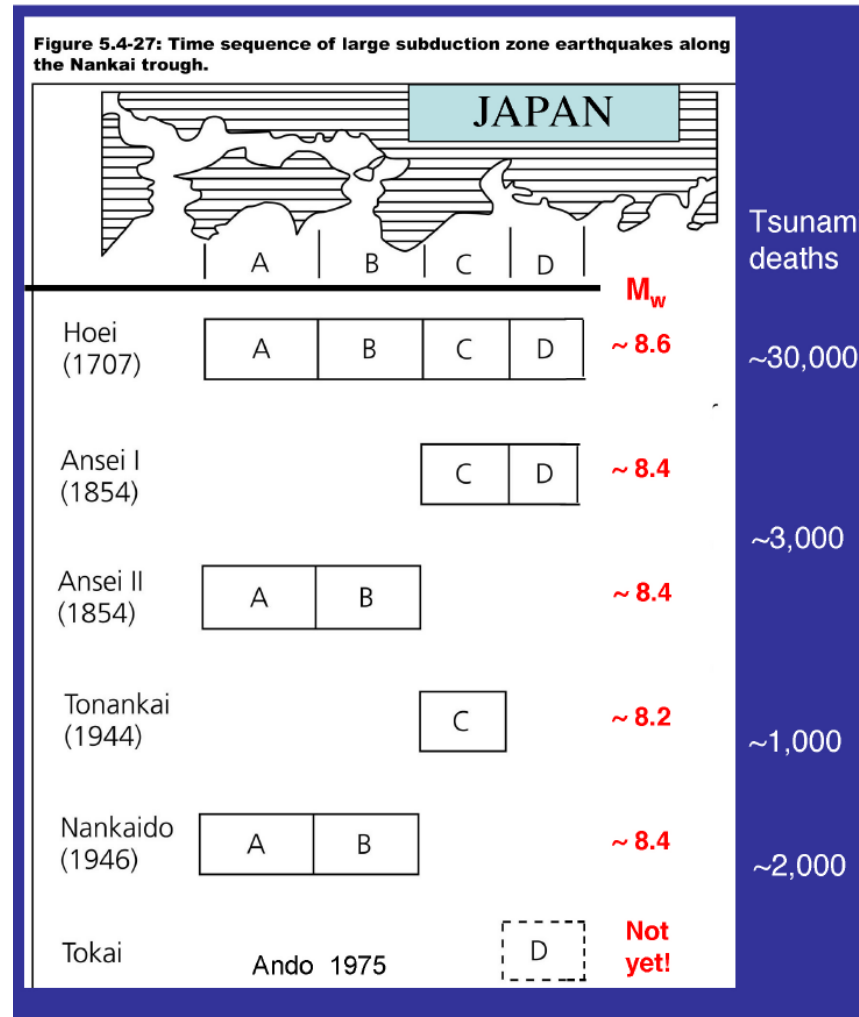 Figure 5.4-27: Time sequence of large subduction zone earthquakes along
the Nankai trough.
JAPAN
A B C D
Tsunam
deaths
M_w
Hoei
(1707)
A B C D
~ 8.6
~30,000
Ansei I
(1854)
C D
~ 8.4
~3,000
Ansei II
(1854)
A B
~ 8.4
Tonankai
(1944)
C
~ 8.2
~1,000
Nankaido
(1946)
A B
~ 8.4
~2,000
Tokai
Ando 1975
D
Not
yet!